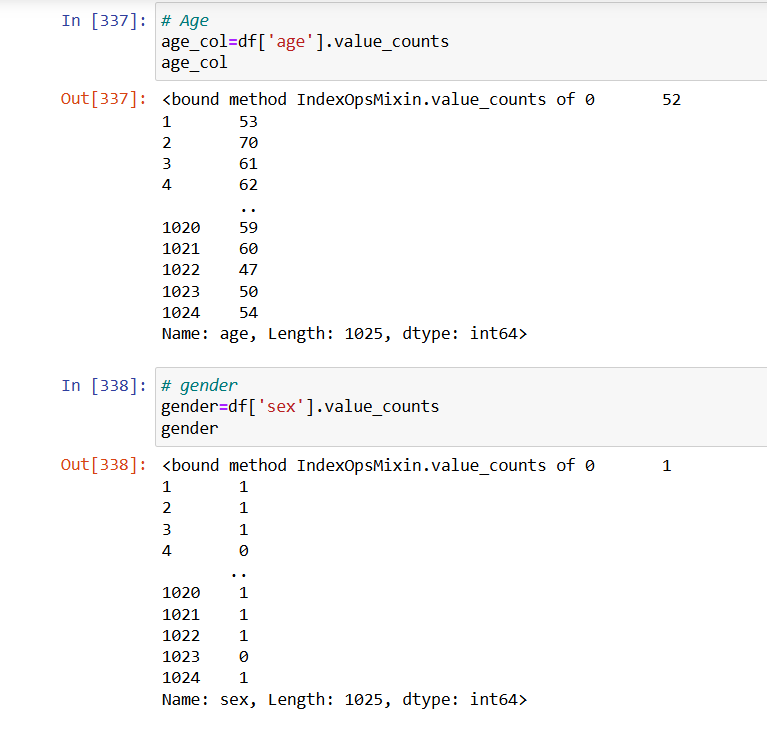 In [337]: # Age
age_col=df['age'].value_counts
age_col
Out[337]: <bound method IndexOpsMixin.value_counts of 0       52
1       53
2       70
3       61
4       62
        ..
1020    59
1021    60
1022    47
1023    50
1024    54
Name: age, Length: 1025, dtype: int64>
In [338]: # gender
gender=df['sex'].value_counts
gender
Out[338]: <bound method IndexOpsMixin.value_counts of 0       1
1       1
2       1
3       1
4       0
       ..
1020    1
1021    1
1022    1
1023    0
1024    1
Name: sex, Length: 1025, dtype: int64>